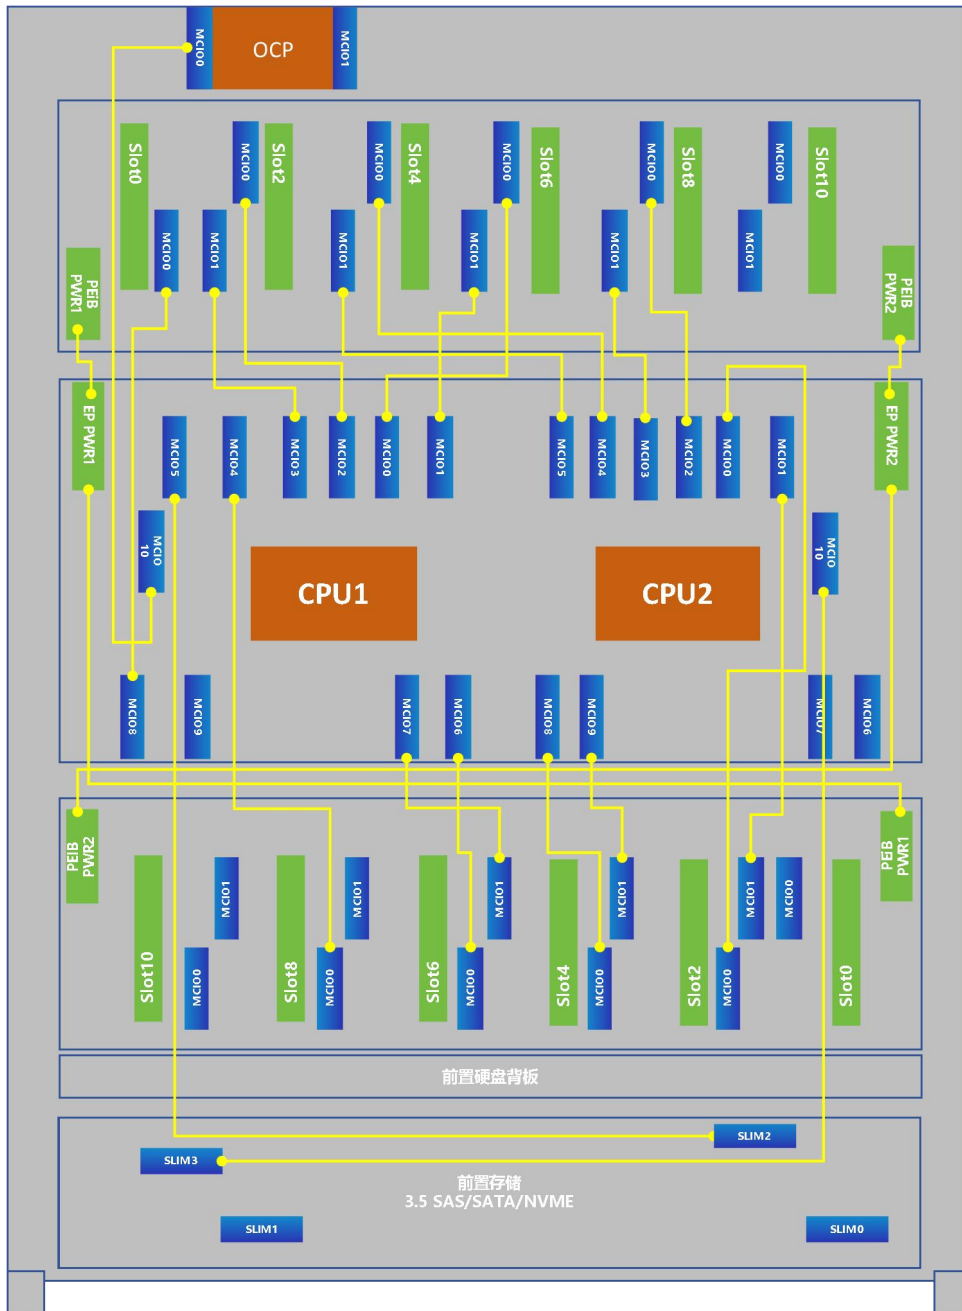 MCIO0
OCP
MCIO1
Slot0
MCIO0
Slot2
MCIO0
Slot4
MCIO0
Slot6
MCIO0
Slot8
MCIO0
Slot10
MCIO0
MCIO1
MCIO1
MCIO1
MCIO1
MCIO1
PEIB
PWR1
PEIB
PWR2
EP PWR1
MCIO5
MCIO4
MCIO3
MCIO2
MCIO0
MCIO1
MCIO5
MCIO4
MCIO3
MCIO2
MCIO0
MCIO1
EP PWR2
MCIO
10
MCIO
10
CPU1
CPU2
MCIO8
MCIO9
MCIO7
MCIO6
MCIO8
MCIO9
MCIO7
MCIO6
PEIB
PWR2
PEIB
PWR1
MCIO1
MCIO1
MCIO1
MCIO1
MCIO1
MCIO0
Slot10
MCIO0
Slot8
MCIO0
Slot6
MCIO0
Slot4
MCIO0
Slot2
MCIO0
Slot0
前置硬盘背板
SLIM2
SLIM3
前置存储
3.5 SAS/SATA/NVME
SLIM1
SLIM0